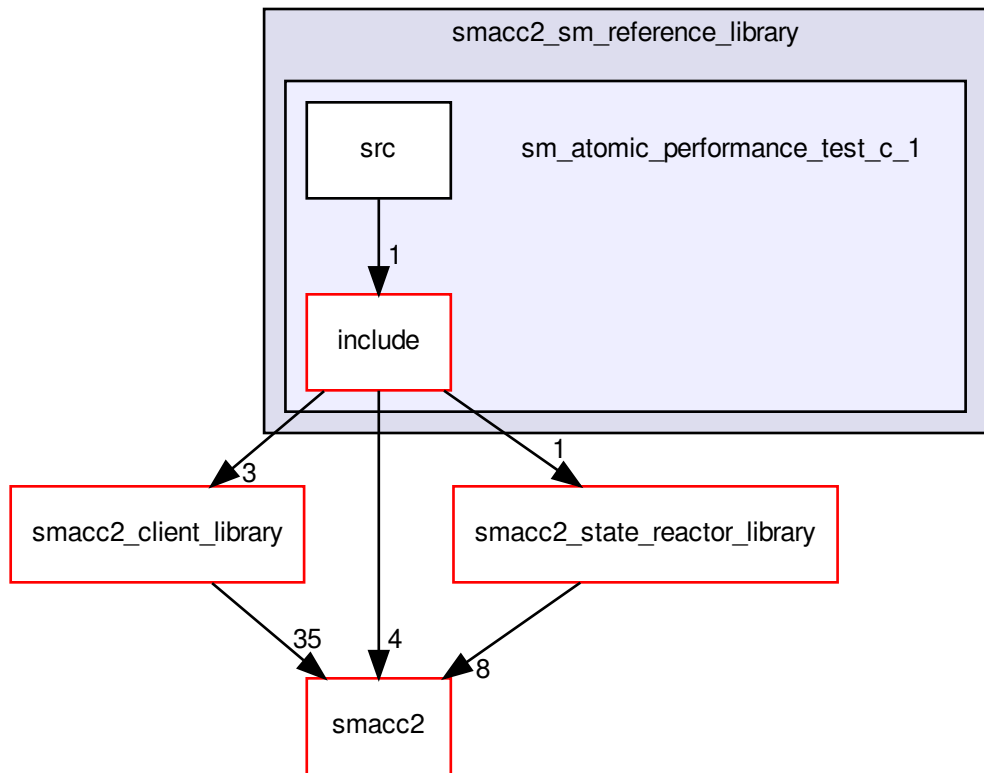 smacc2_sm_reference_library
src
sm_atomic_performance_test_c_1
1
include
3
1
smacc2_client_library
smacc2_state_reactor_library
35
4
8
smacc2